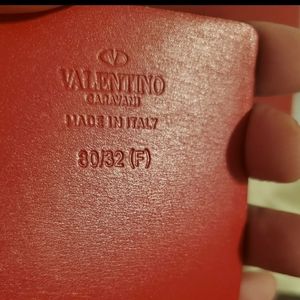 V
VALENTINO
GARAVANI
MADE IN ITALY
80/32 (F)